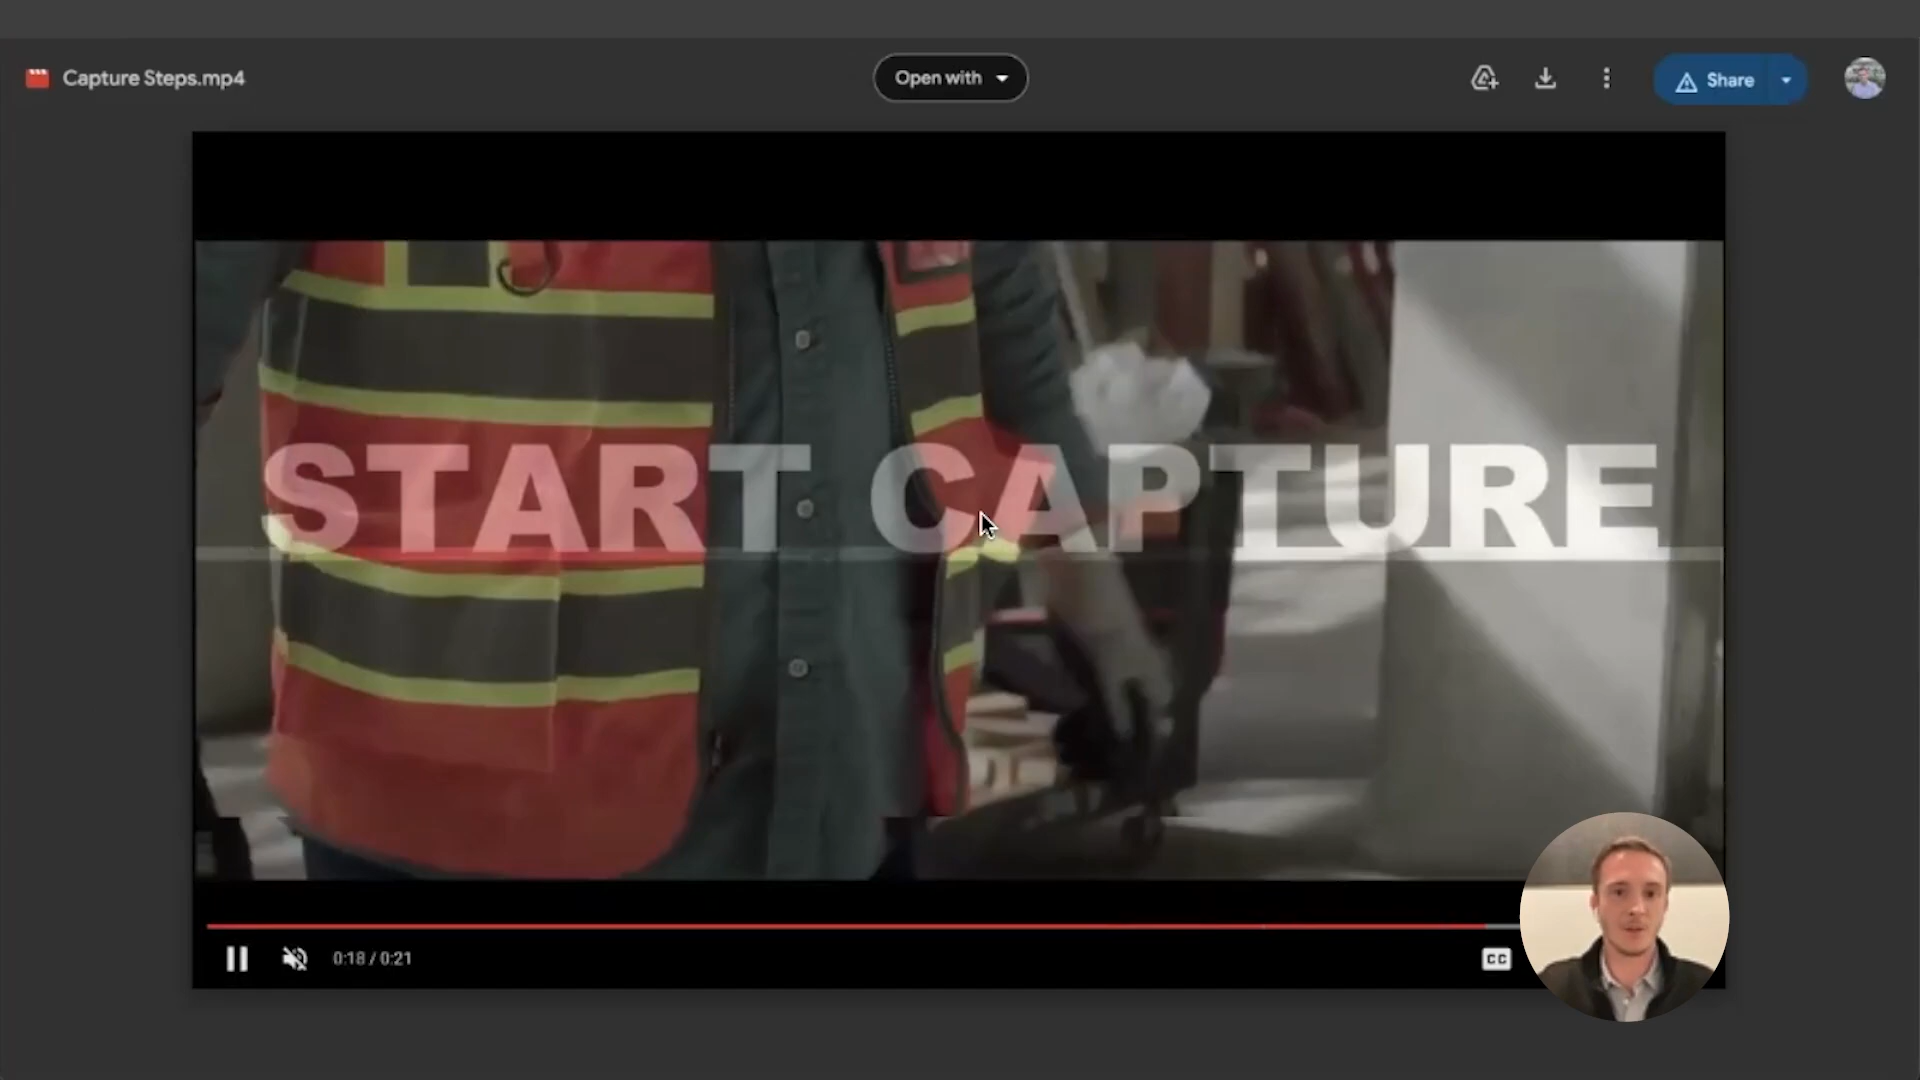 Capture Steps.mp4
Open with
Share
START CAPTURE
0:18 / 0:21
CC